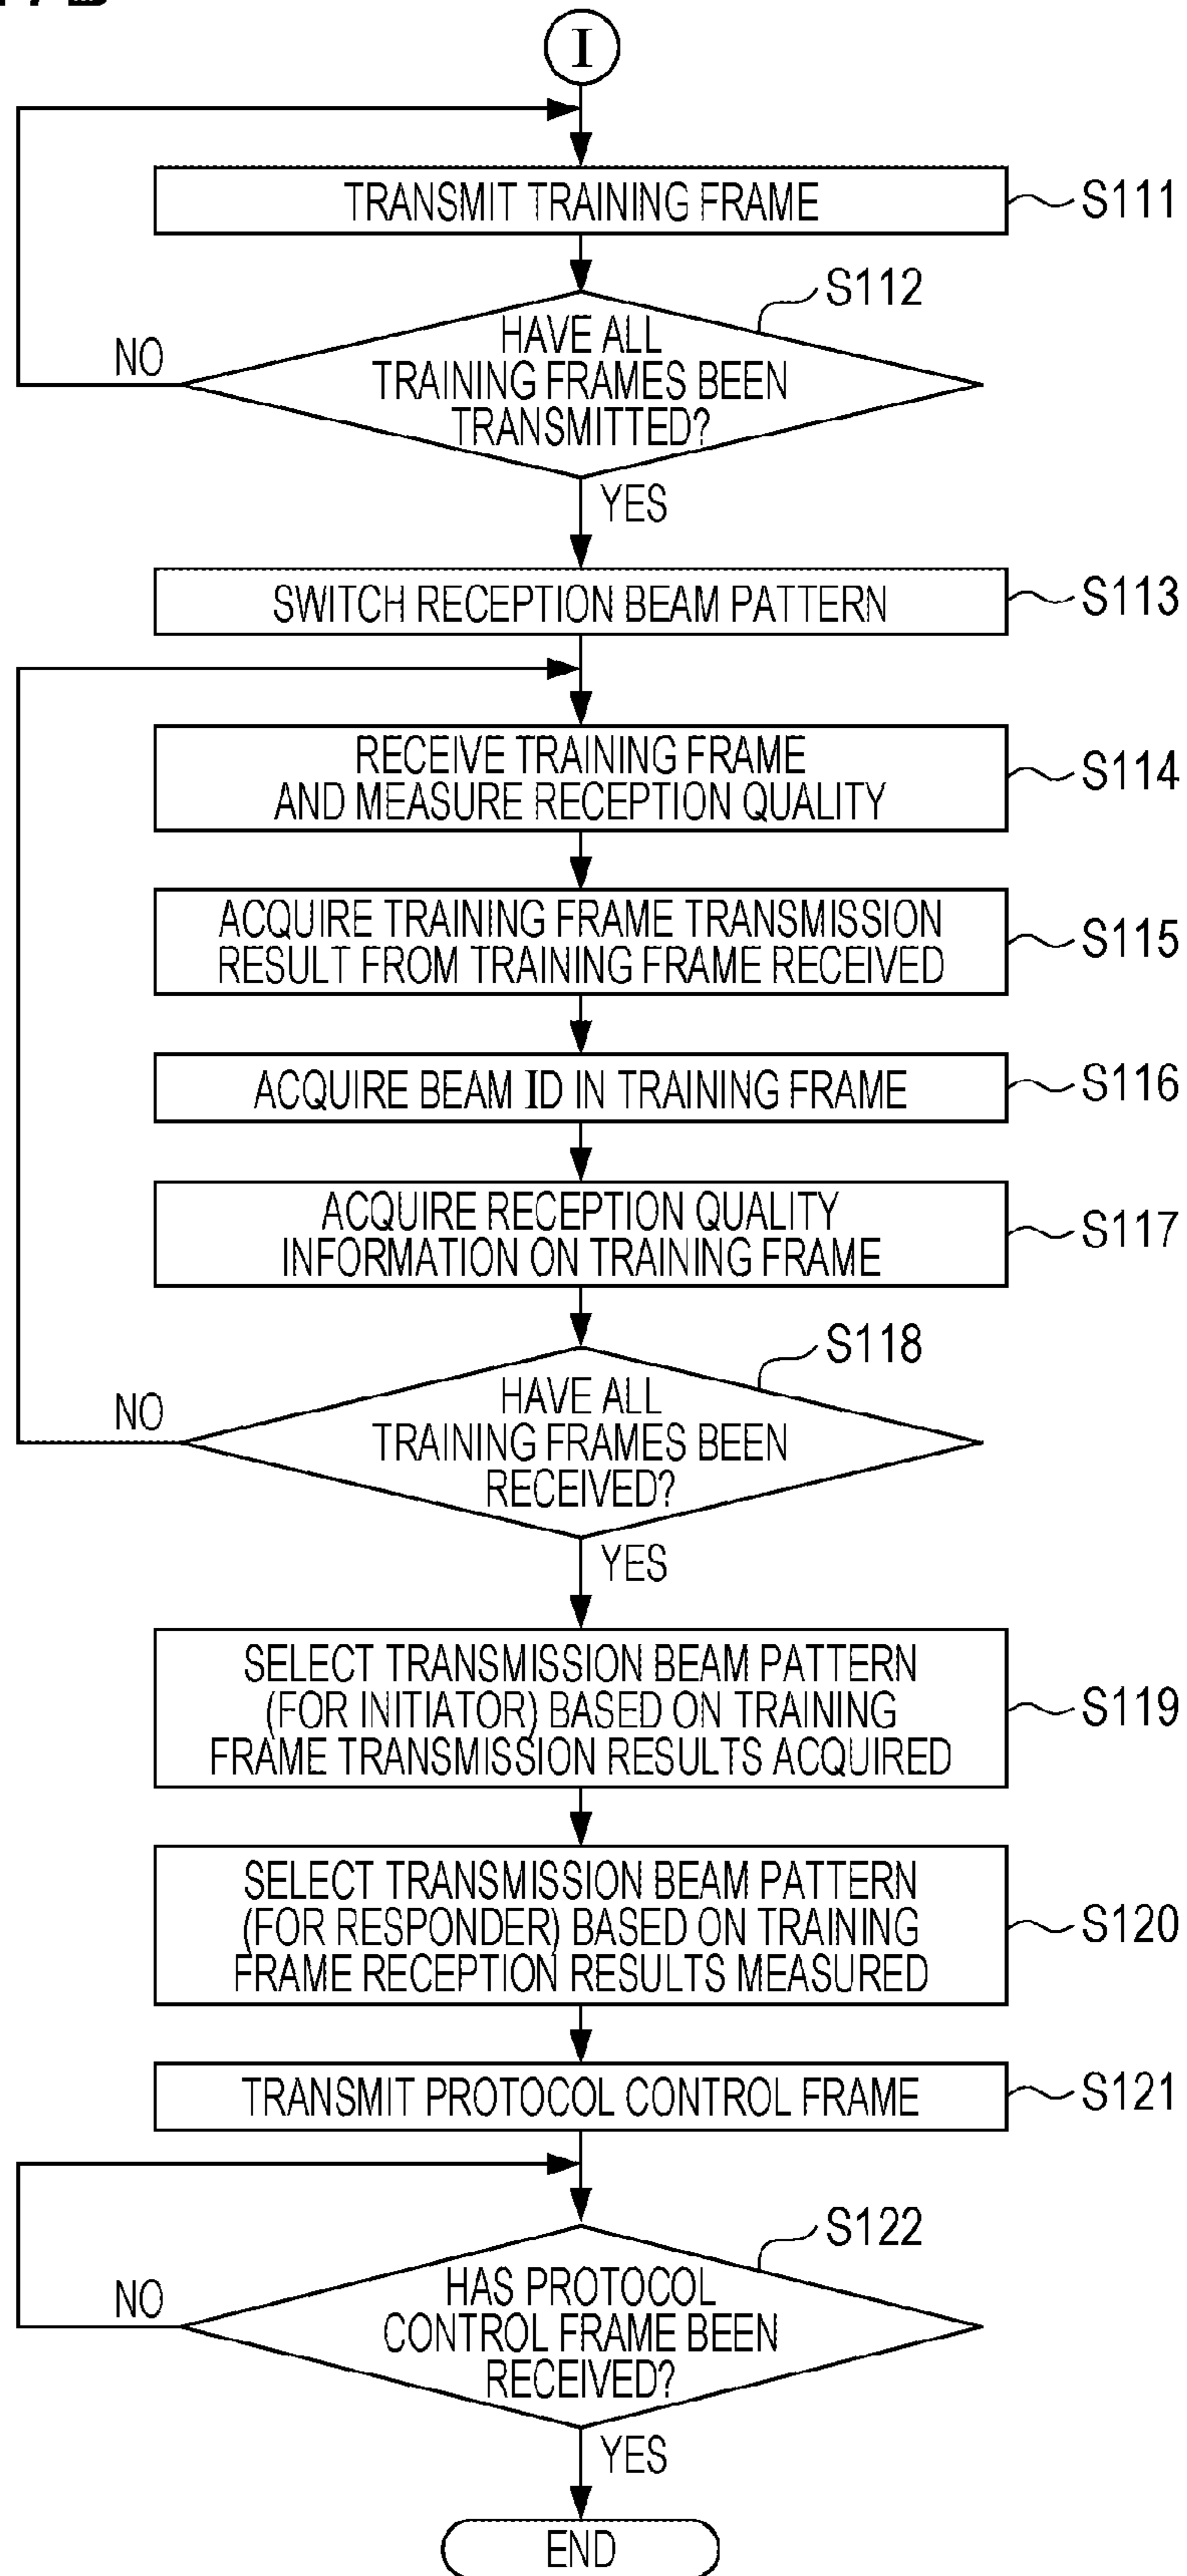 I
TRANSMIT TRAINING FRAME
S111
S112
HAVE ALL
TRAINING FRAMES BEEN
TRANSMITTED?
NO
YES
SWITCH RECEPTION BEAM PATTERN
S113
RECEIVE TRAINING FRAME
AND MEASURE RECEPTION QUALITY
S114
ACQUIRE TRAINING FRAME TRANSMISSION
RESULT FROM TRAINING FRAME RECEIVED
S115
ACQUIRE BEAM ID IN TRAINING FRAME
S116
ACQUIRE RECEPTION QUALITY
INFORMATION ON TRAINING FRAME
S117
S118
HAVE ALL
TRAINING FRAMES BEEN
RECEIVED?
NO
YES
SELECT TRANSMISSION BEAM PATTERN
(FOR INITIATOR) BASED ON TRAINING
FRAME TRANSMISSION RESULTS ACQUIRED
S119
SELECT TRANSMISSION BEAM PATTERN
(FOR RESPONDER) BASED ON TRAINING
FRAME RECEPTION RESULTS MEASURED
S120
TRANSMIT PROTOCOL CONTROL FRAME
S121
S122
HAS PROTOCOL
CONTROL FRAME BEEN
RECEIVED?
NO
YES
END